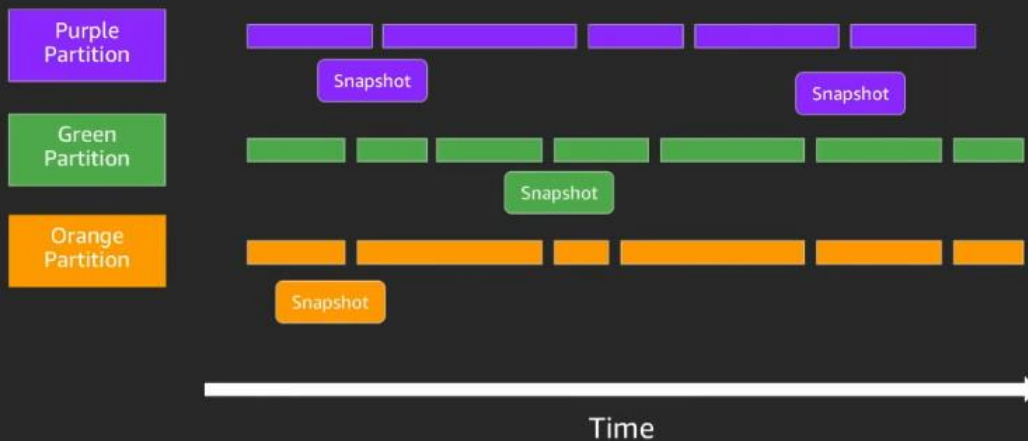 Purple
Partition
Snapshot
Snapshot
Green
Partition
Snapshot
Orange
Partition
Snapshot
Time